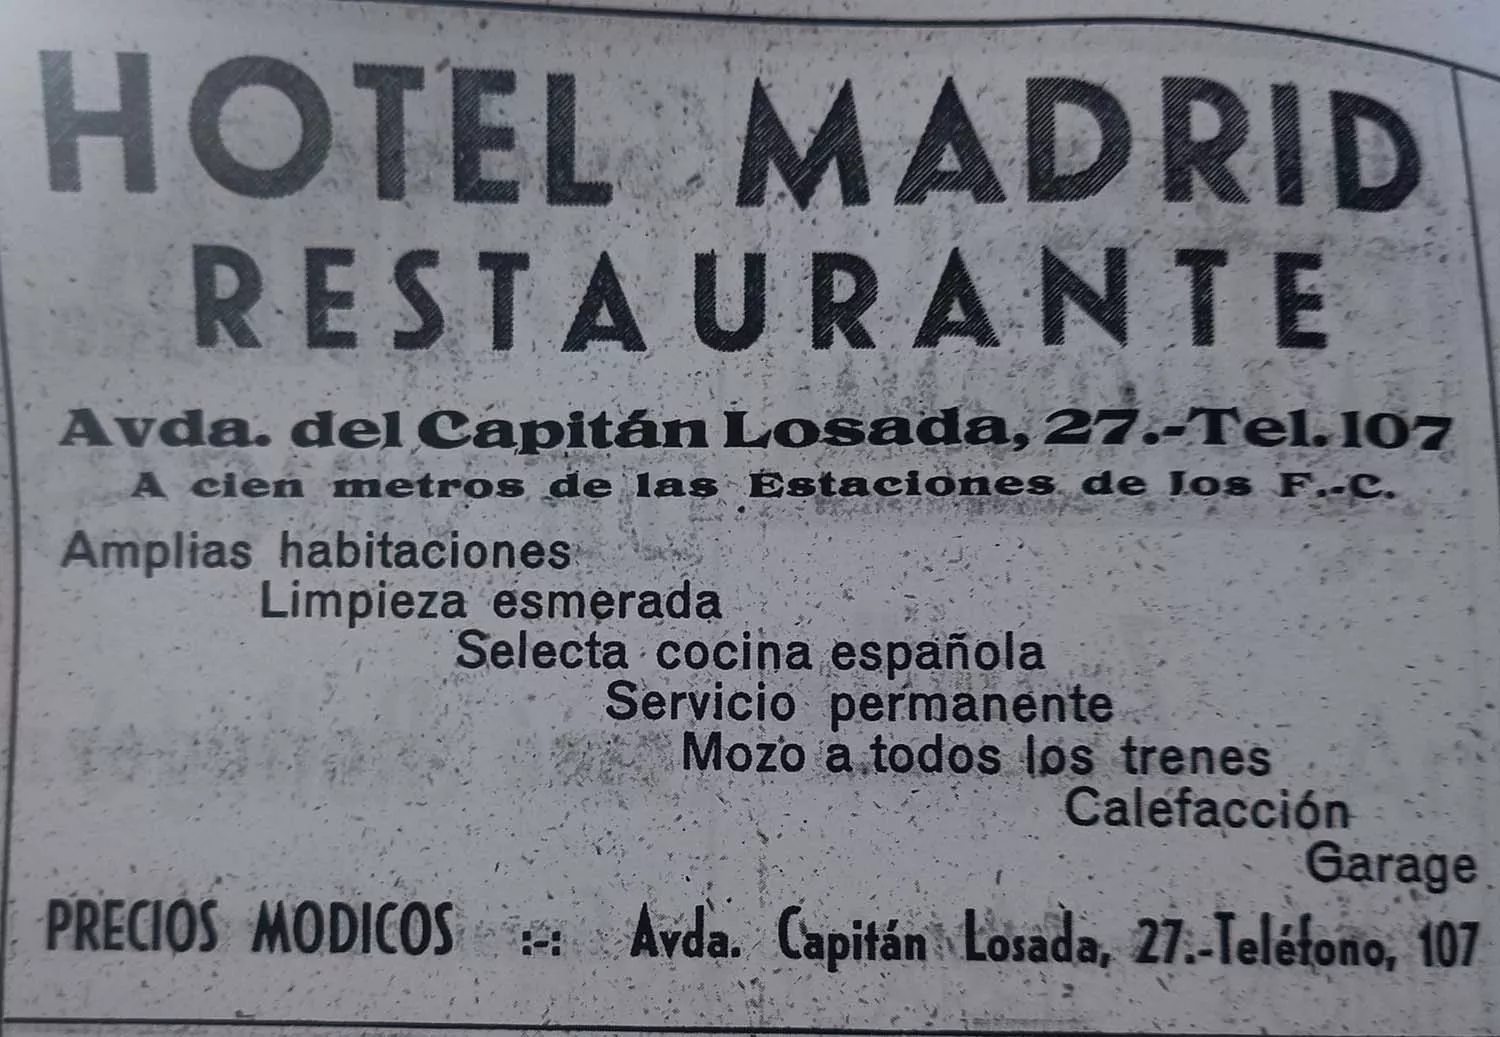 HOTEL MADRID
RESTAURANTE
Avda. del Capitán Losada, 27.-Tel. 107
A cien metros de las Estaciones de los F.-C.
Amplias habitaciones
Limpieza esmerada
Selecta cocina española
Servicio permanente
Mozo a todos los trenes
Calefacción
Garage
PRECIOS MODICOS :-: Avda. Capitán Losada, 27.-Teléfono, 107